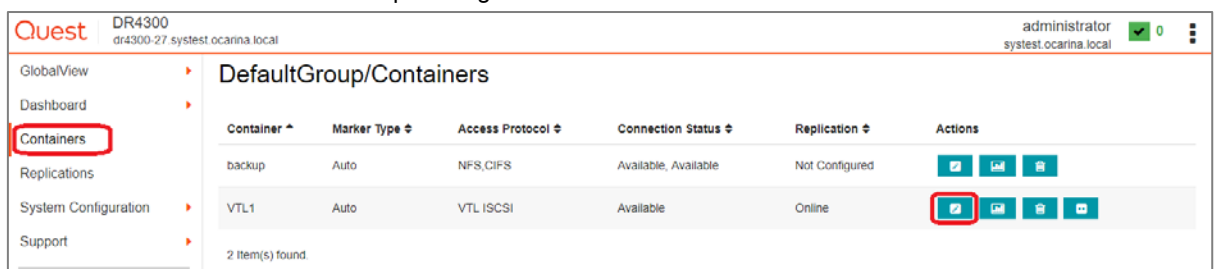 Quest
DR4300
dr4300-27.systest.ocarina.local
administrator
systest.ocarina.local
0
GlobalView
Dashboard
Containers
Replications
System Configuration
Support
DefaultGroup/Containers
Container Marker Type Access Protocol Connection Status Replication Actions
backup Auto NFS,CIFS Available, Available Not Configured
VTL1 Auto VTL ISCSI Available Online
2 Item(s) found.